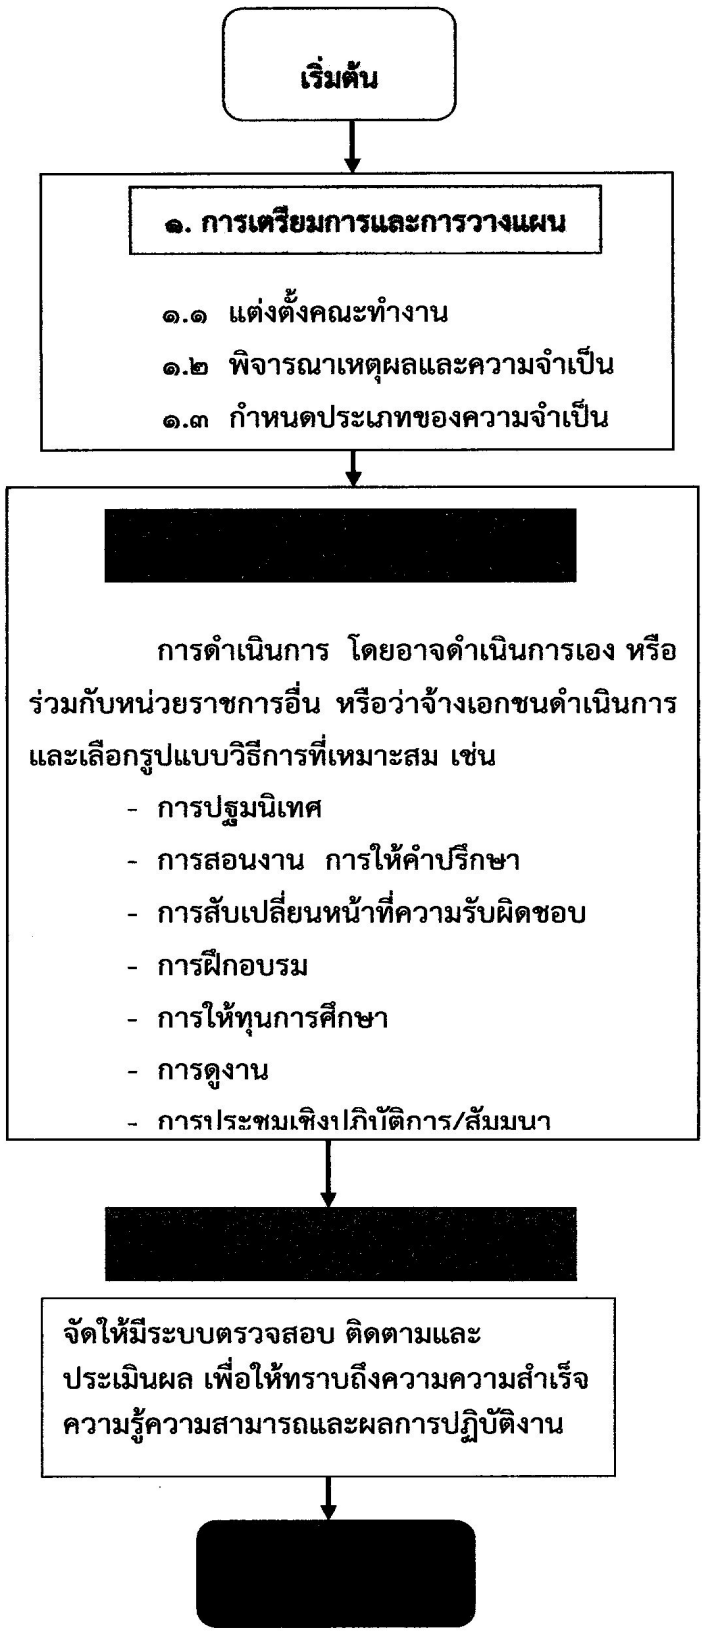 เริ่มต้น
๑. การเตรียมการและการวางแผน
๑.๑ แต่งตั้งคณะทำงาน
๑.๒ พิจารณาเหตุผลและความจำเป็น
๑.๓ กำหนดประเภทของความจำเป็น
การดำเนินการ โดยอาจดำเนินการเอง หรือ
ร่วมกับหน่วยราชการอื่น หรือว่าจ้างเอกชนดำเนินการ
และเลือกรูปแบบวิธีการที่เหมาะสม เช่น
- การปฐมนิเทศ
- การสอนงาน การให้คำปรึกษา
- การสับเปลี่ยนหน้าที่ความรับผิดชอบ
- การฝึกอบรม
- การให้ทุนการศึกษา
- การดูงาน
- การประชุมเชิงปฏิบัติการ/สัมมนา
จัดให้มีระบบตรวจสอบ ติดตามและ
ประเมินผล เพื่อให้ทราบถึงความความสำเร็จ
ความรู้ความสามารถและผลการปฏิบัติงาน